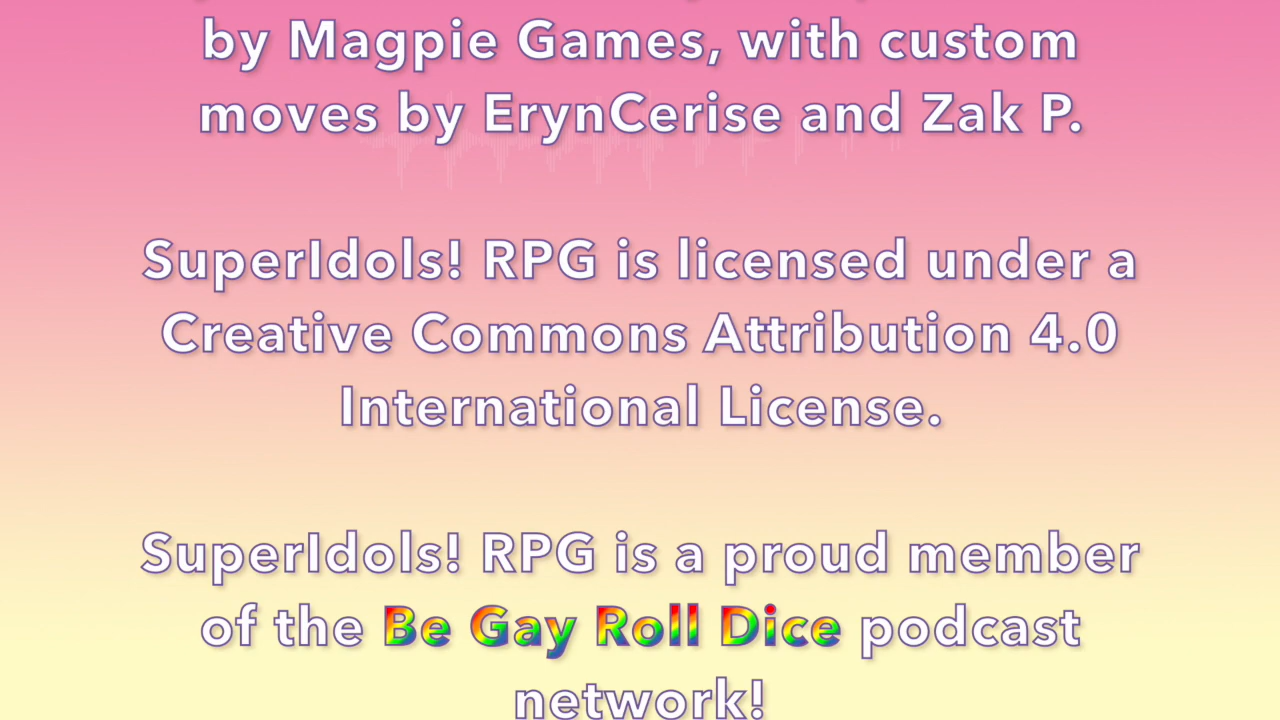 by Magpie Games, with custom
moves by ErynCerise and Zak P.
SuperIdols! RPG is licensed under a
Creative Commons Attribution 4.0
International License.
SuperIdols! RPG is a proud member
of the Be Gay Roll Dice podcast
network!